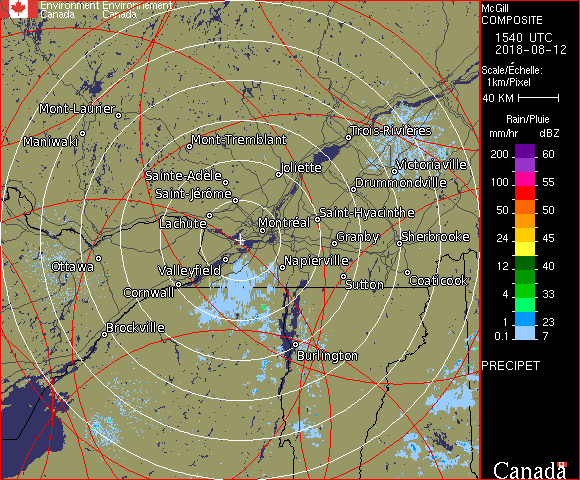 Environment Environnement
Canada Canada
McGill
COMPOSITE
1540 UTC
2018-08-12
Scale/Échelle:
1km/Pixel
40 KM
Rain/Pluie
mm/hr dBZ
200 60
100 55
75 50
50 45
24 30
12 40
4 33
1 23
0.1 7
PRECIPET
Canada
Mont-Laurier
Maniwaki
Mont-Tremblant
Trois-Rivières
Sainte-Adèle
Joliette
Victoriaville
Saint-Jérôme
Drummondville
Lachute
Montréal
Saint-Hyacinthe
Granby
Sherbrooke
Ottawa
Valleyfield
Napierville
Cornwall
Sutton
Coaticook
Brockville
Burlington